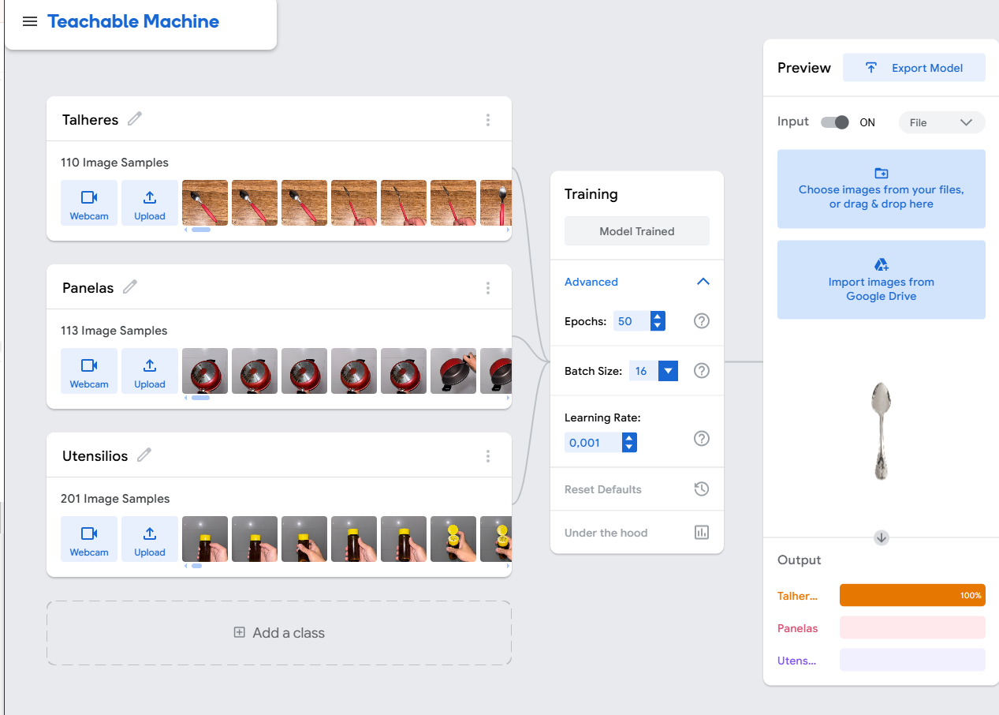 Teachable Machine
Talheres
110 Image Samples
Webcam
Upload
Panelas
113 Image Samples
Webcam
Upload
Utensilios
201 Image Samples
Webcam
Upload
Add a class
Training
Model Trained
Advanced
Epochs: 50
Batch Size: 16
Learning Rate:
0,001
Reset Defaults
Under the hood
Preview
Export Model
Input ON File
Choose images from your files,
or drag & drop here
Import images from
Google Drive
Output
Talher... 100%
Panelas
Utens...